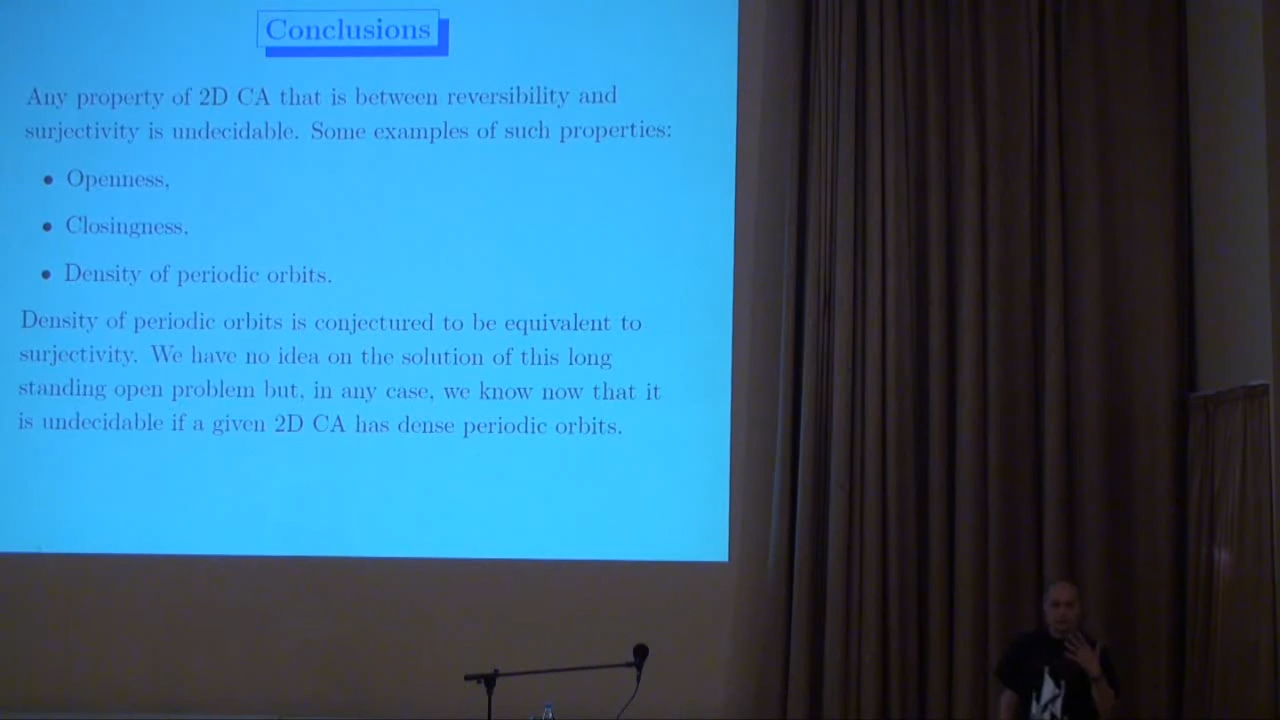 Conclusions
Any property of 2D CA that is between reversibility and
surjectivity is undecidable. Some examples of such properties:
• Openness,
• Closingness,
• Density of periodic orbits.
Density of periodic orbits is conjectured to be equivalent to
surjectivity. We have no idea on the solution of this long
standing open problem but, in any case, we know now that it
is undecidable if a given 2D CA has dense periodic orbits.